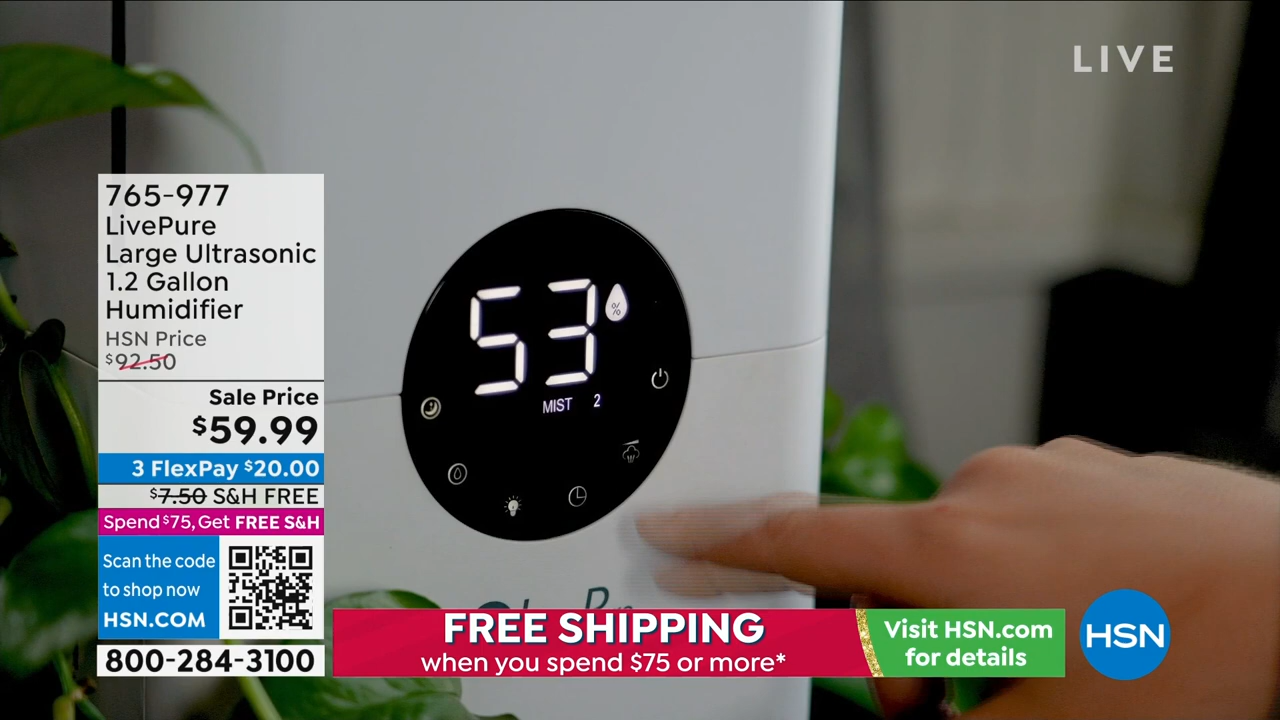 LIVE
765-977
LivePure
Large Ultrasonic
1.2 Gallon
Humidifier
HSN Price
$92.50
Sale Price
$59.99
3 FlexPay $20.00
$7.50 S&H FREE
Spend $75, Get FREE S&H
Scan the code
to shop now
HSN.COM
800-284-3100
53 %
MIST 2
FREE SHIPPING
when you spend $75 or more*
Visit HSN.com
for details
HSN